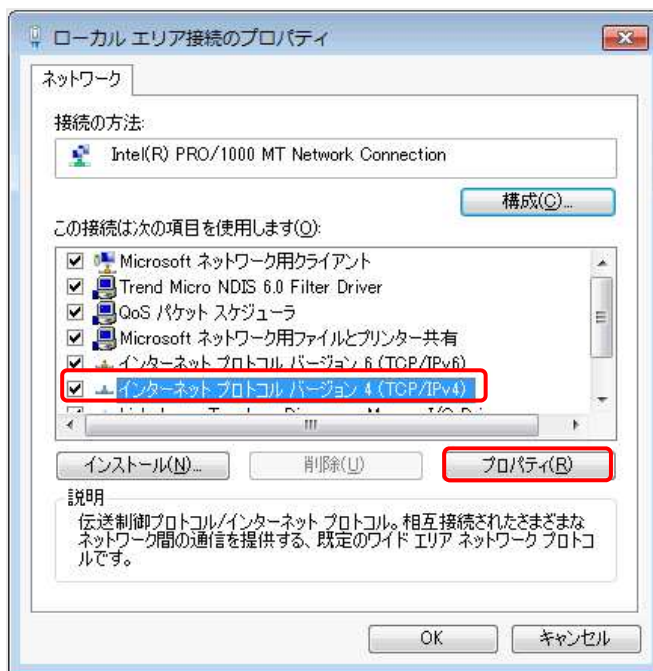 ローカル エリア接続のプロパティ
ネットワーク
接続の方法:
Intel(R) PRO/1000 MT Network Connection
構成(C)...
この接続は次の項目を使用します(O):
Microsoft ネットワーク用クライアント
Trend Micro NDIS 6.0 Filter Driver
QoS パケット スケジューラ
Microsoft ネットワーク用ファイルとプリンター共有
インターネット プロトコル バージョン 6 (TCP/IPv6)
インターネット プロトコル バージョン 4 (TCP/IPv4)
インストール(N)...
削除(U)
プロパティ(R)
説明
伝送制御プロトコル/インターネット プロトコル。相互接続されたさまざまな
ネットワーク間の通信を提供する、既定のワイド エリア ネットワーク プロトコ
ルです。
OK
キャンセル